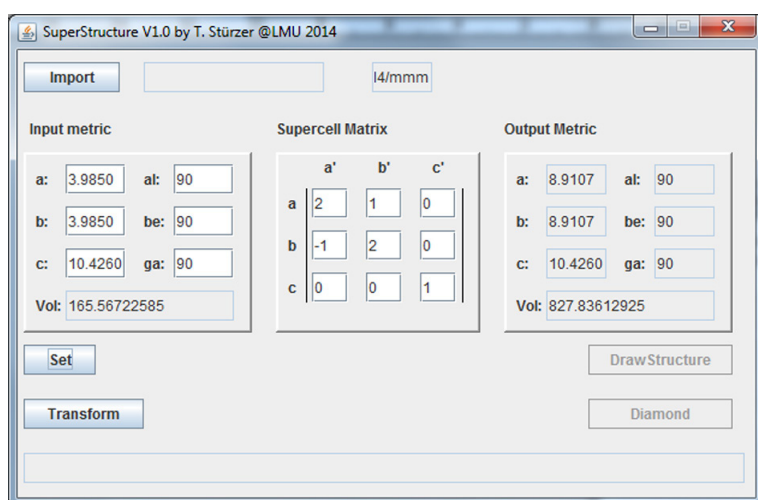 SuperStructure V1.0 by T. Stürzer @LMU 2014
Import
I4/mmm
Input metric
Supercell Matrix
Output Metric
a' b' c'
a: 3.9850 al: 90
a 2 1 0
a: 8.9107 al: 90
b: 3.9850 be: 90
b -1 2 0
b: 8.9107 be: 90
c: 10.4260 ga: 90
c 0 0 1
c: 10.4260 ga: 90
Vol: 165.56722585
Vol: 827.83612925
Set
DrawStructure
Transform
Diamond